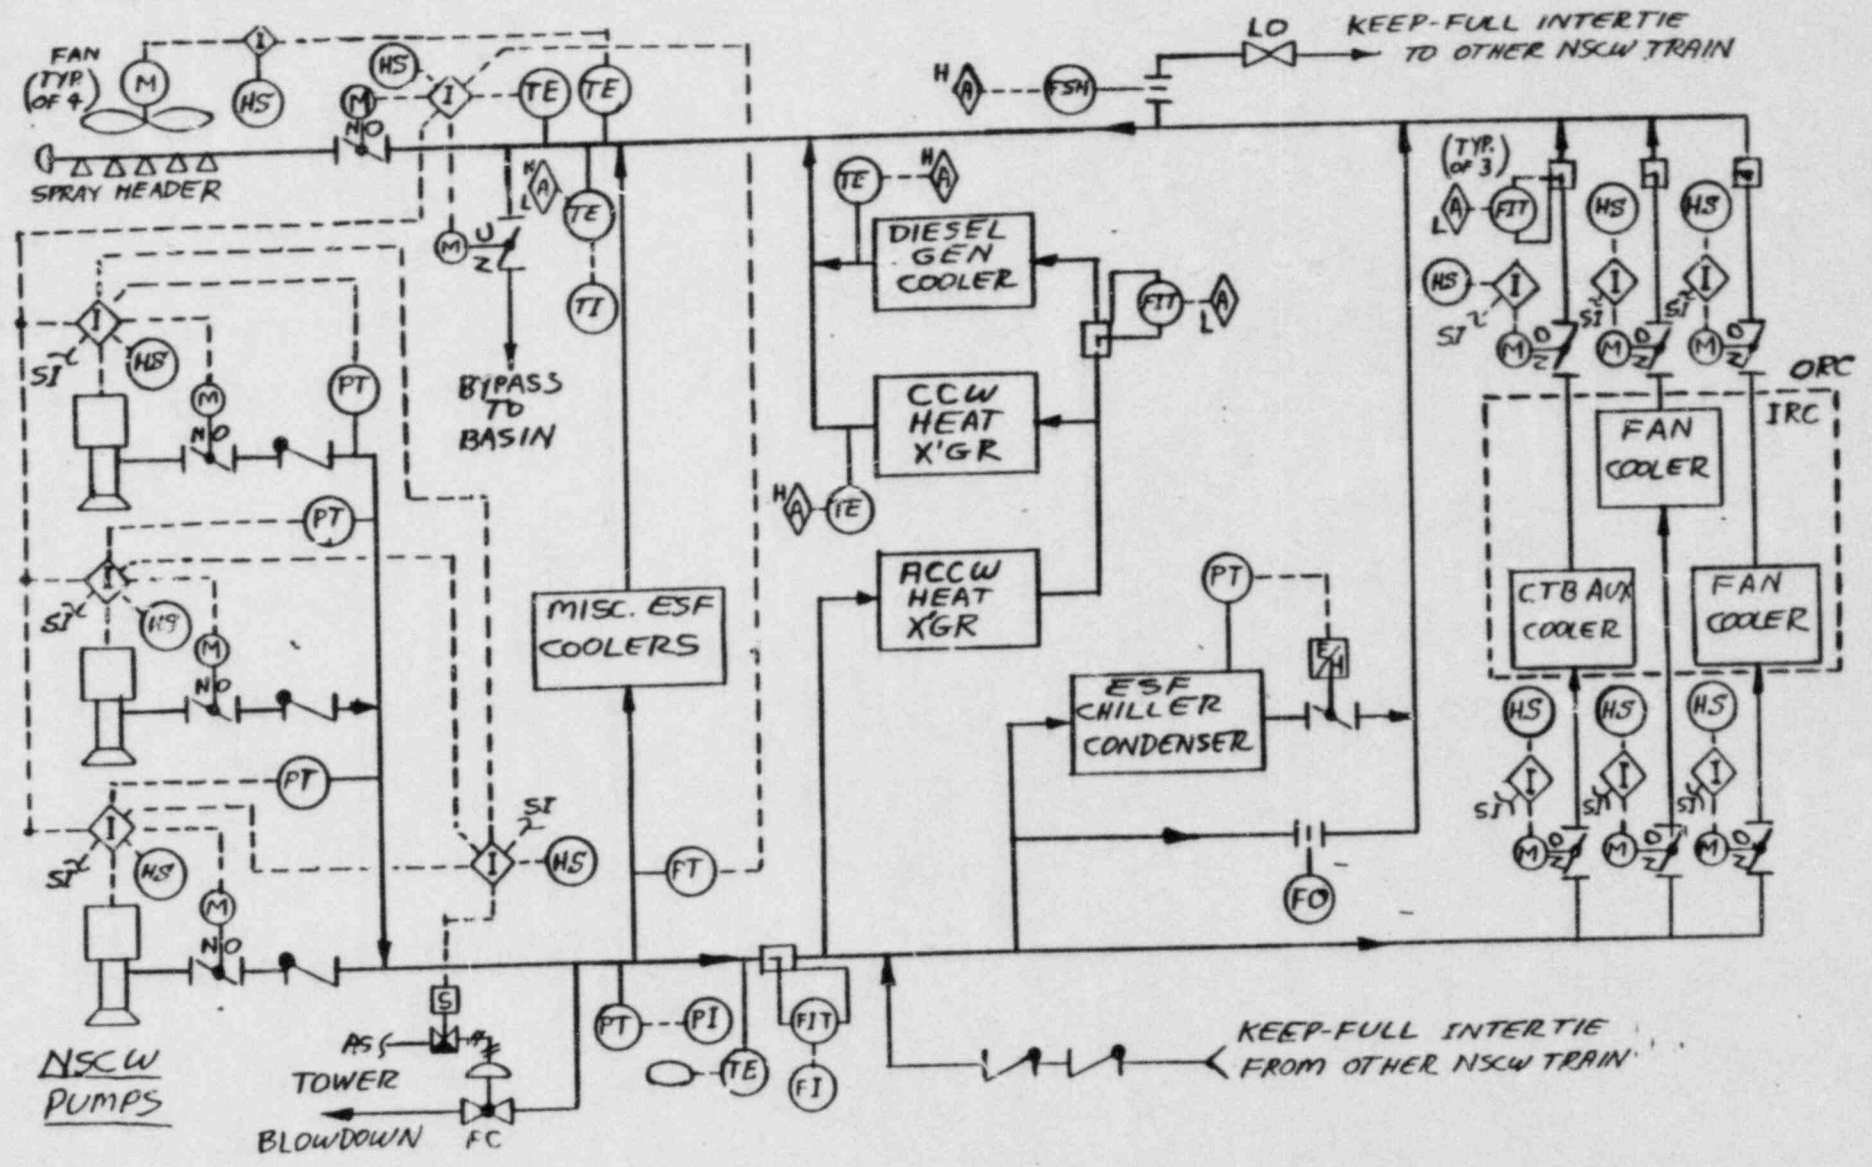 FAN
(TYP.
OF 4)
M
I
HS
HS
M
I
TE
TE
NO
SPRAY HEADER
LO
KEEP-FULL INTERTIE
TO OTHER NSCW TRAIN
H
A
FSH
H
A
L
TE
TI
M
BYPASS
TO
BASIN
TE
H
A
DIESEL
GEN
COOLER
FIT
A
L
CCW
HEAT
X'GR
H
A
TE
ACCW
HEAT
X'GR
(TYP.
OF 3)
A
L
FIT
HS
HS
HS
I
I
I
SI
SI
SI
M
M
M
ORC
IRC
FAN
COOLER
CTB AUX
COOLER
FAN
COOLER
HS
HS
HS
I
I
I
SI
SI
SI
M
M
M
I
SI
HS
M
PT
NO
PT
I
SI
HS
M
NO
PT
I
SI
HS
M
NO
NSCW
PUMPS
MISC. ESF
COOLERS
PT
E/H
ESF
CHILLER
CONDENSER
FO
SI
I
HS
FT
S
AS
TOWER
BLOWDOWN
FC
PT
PI
TE
FIT
FI
KEEP-FULL INTERTIE
FROM OTHER NSCW TRAIN